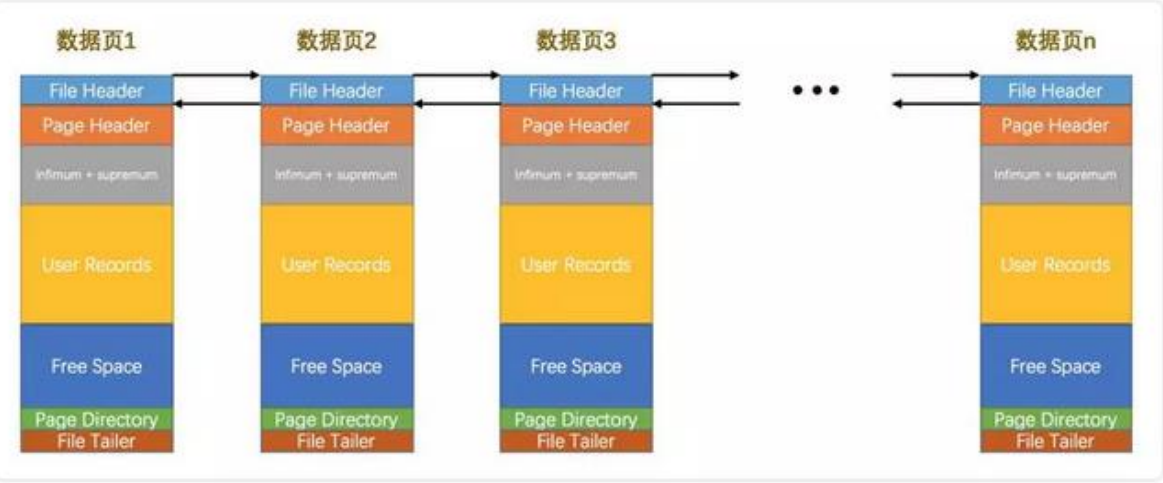 数据页1
数据页2
数据页3
数据页n
File Header
File Header
File Header
File Header
Page Header
Page Header
Page Header
Page Header
Infimum + supremum
Infimum + supremum
Infimum + supremum
Infimum + supremum
User Records
User Records
User Records
User Records
Free Space
Free Space
Free Space
Free Space
Page Directory
Page Directory
Page Directory
Page Directory
File Tailer
File Tailer
File Tailer
File Tailer